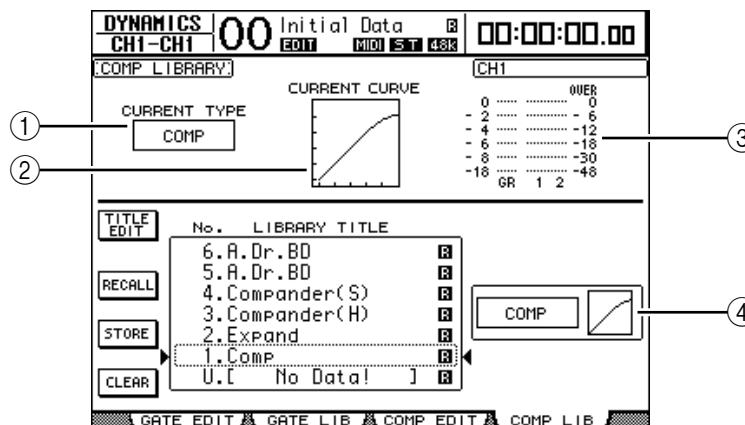 DYNAMICS
CH1-CH1
00 Initial Data R
EDIT MIDI ST 48K
00:00:00.00
COMP LIBRARY
CH1
CURRENT TYPE
COMP
CURRENT CURVE
OVER
0 0
- 2 - 6
- 4 -12
- 6 -18
- 8 -30
-18 -48
GR 1 2
1
2
3
TITLE EDIT
RECALL
STORE
CLEAR
No. LIBRARY TITLE
6.A.Dr.BD R
5.A.Dr.BD R
4.Compander(S) R
3.Compander(H) R
2.Expand R
1.Comp R
U.[ No Data! ] R
COMP
4
GATE EDIT GATE LIB COMP EDIT COMP LIB